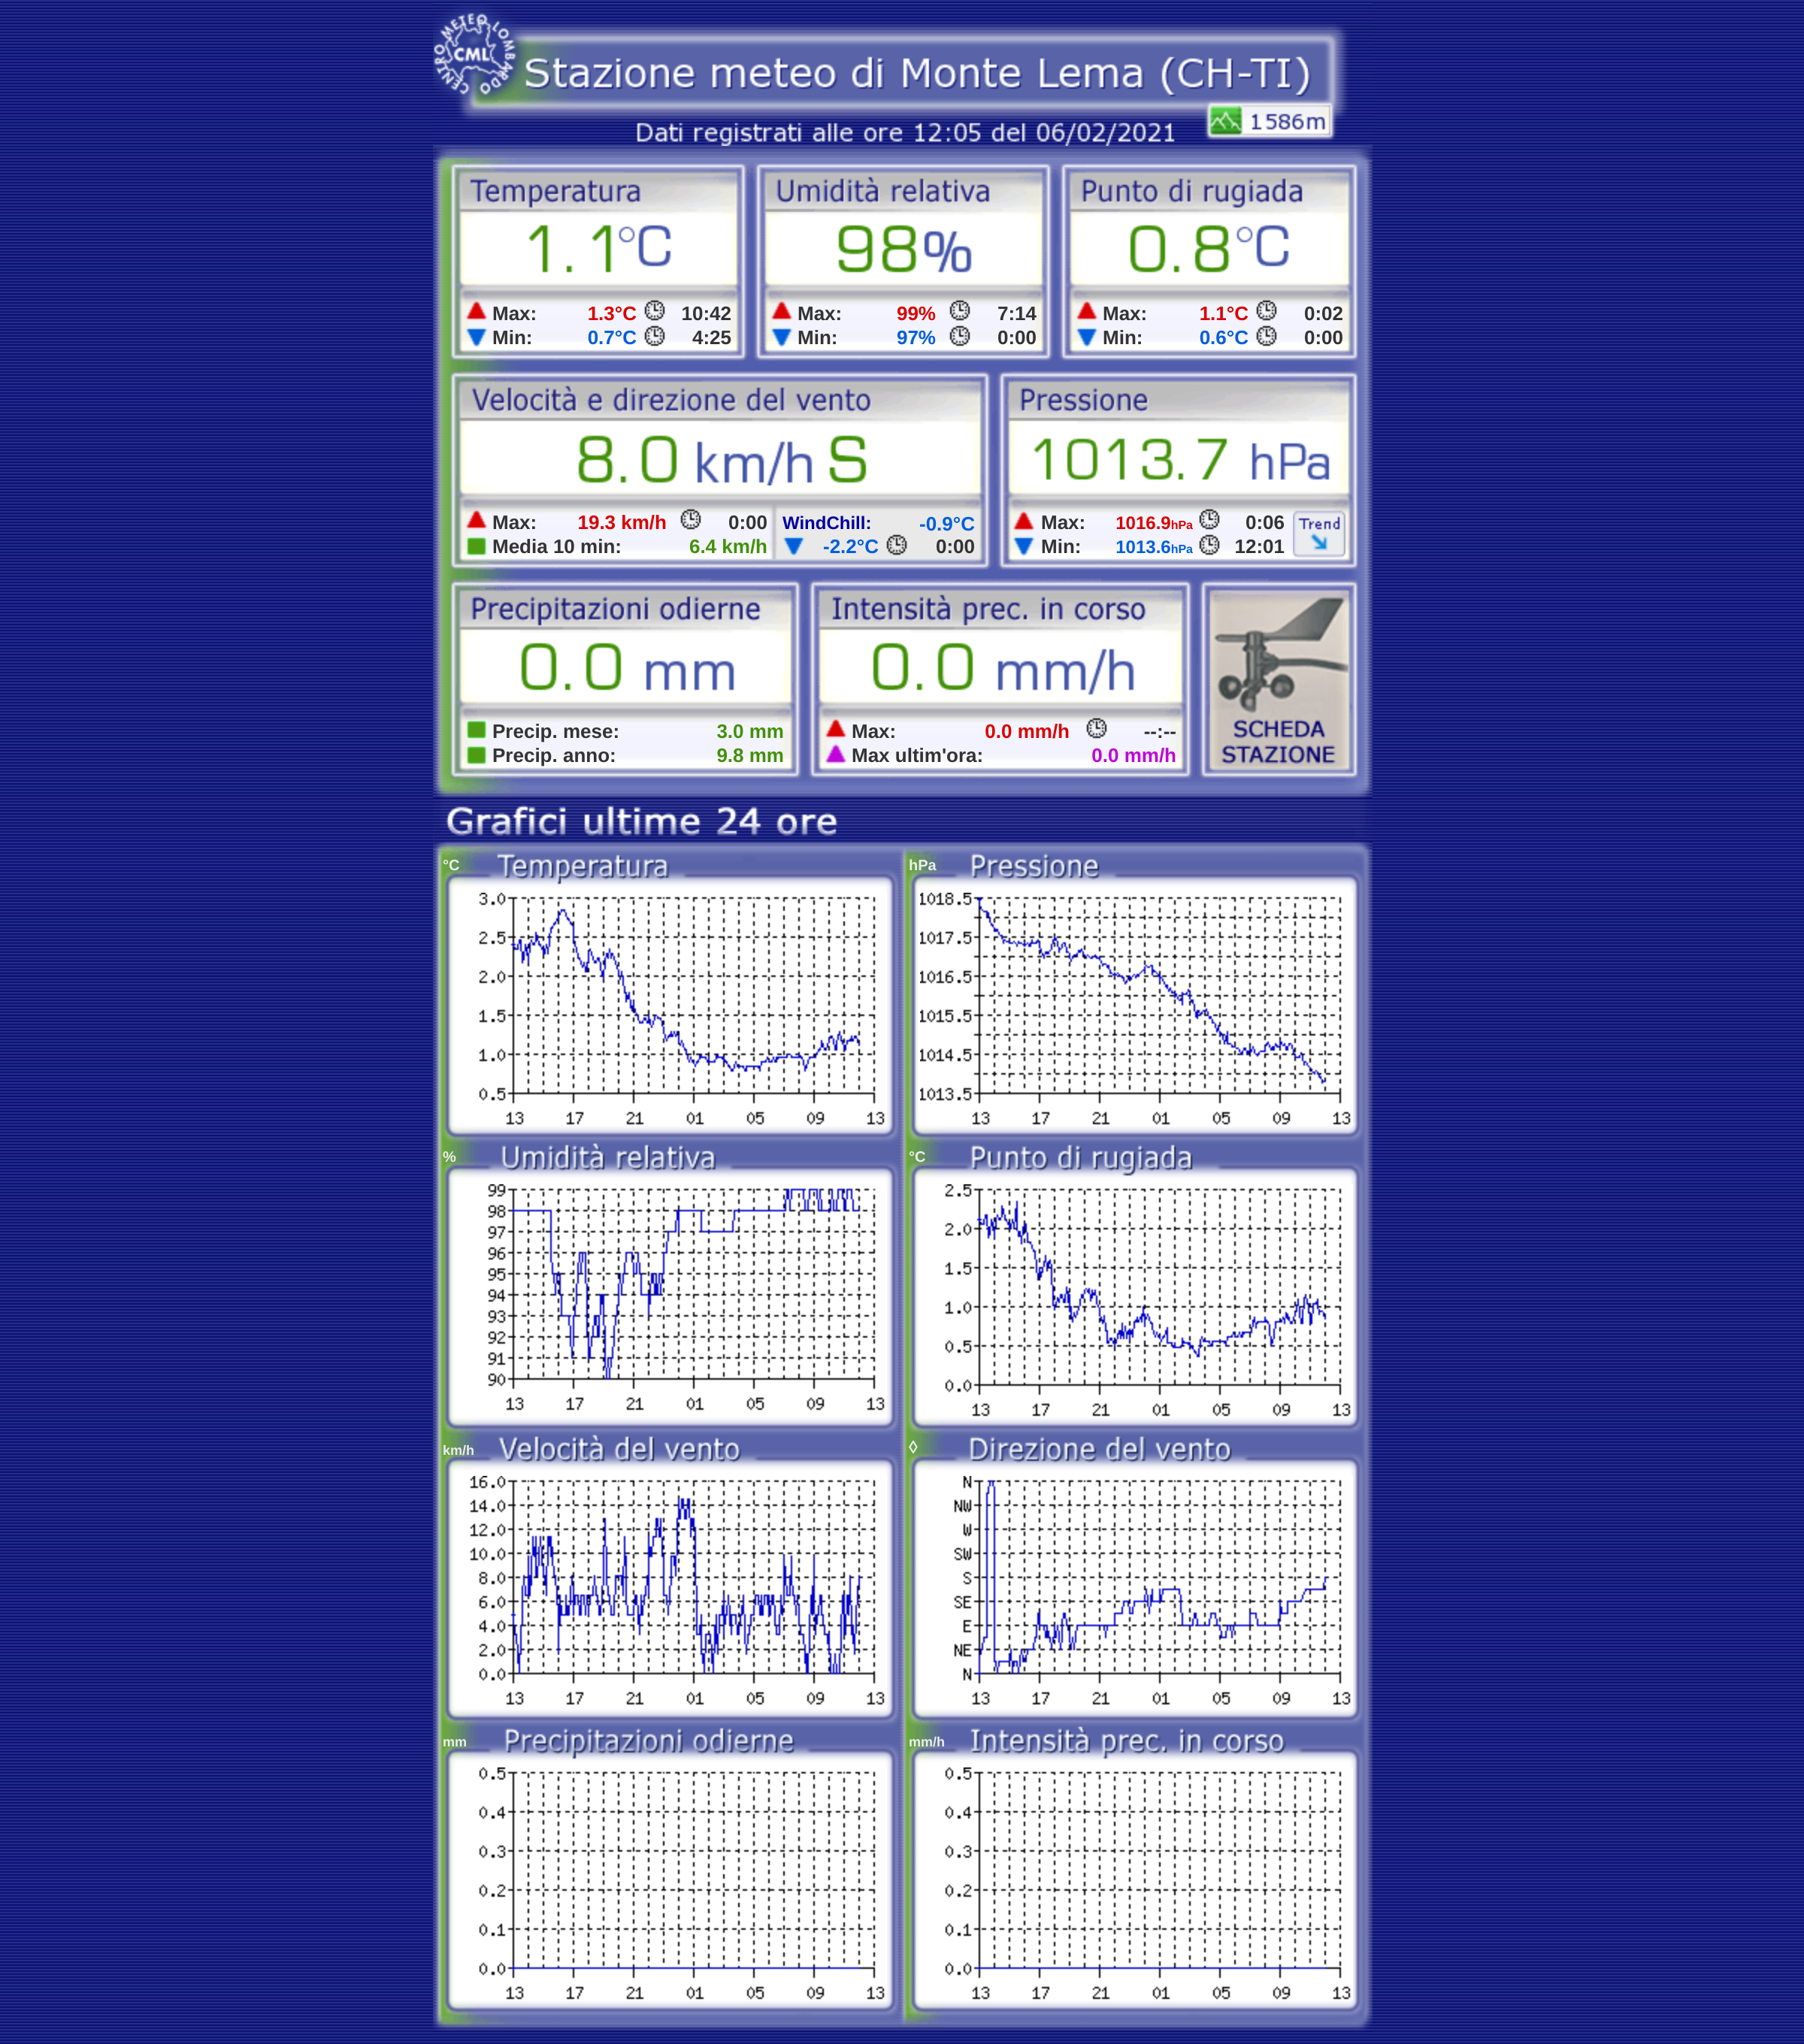 CENTRO METEO LOMBARDO
CML
Stazione meteo di Monte Lema (CH-TI)
1586m
Dati registrati alle ore 12:05 del 06/02/2021
Temperatura
1.1°C
Max: 1.3°C 10:42
Min: 0.7°C 4:25
Umidità relativa
98%
Max: 99% 7:14
Min: 97% 0:00
Punto di rugiada
0.8°C
Max: 1.1°C 0:02
Min: 0.6°C 0:00
Velocità e direzione del vento
8.0 km/h S
Max: 19.3 km/h 0:00
Media 10 min: 6.4 km/h
WindChill: -0.9°C
-2.2°C 0:00
Pressione
1013.7 hPa
Max: 1016.9hPa 0:06
Min: 1013.6hPa 12:01
Trend
Precipitazioni odierne
0.0 mm
Precip. mese: 3.0 mm
Precip. anno: 9.8 mm
Intensità prec. in corso
0.0 mm/h
Max: 0.0 mm/h --:--
Max ultim'ora: 0.0 mm/h
SCHEDA
STAZIONE
Grafici ultime 24 ore
°C Temperatura
3.0
2.5
2.0
1.5
1.0
0.5
13 17 21 01 05 09 13
hPa Pressione
1018.5
1017.5
1016.5
1015.5
1014.5
1013.5
13 17 21 01 05 09 13
% Umidità relativa
99
98
97
96
95
94
93
92
91
90
13 17 21 01 05 09 13
°C Punto di rugiada
2.5
2.0
1.5
1.0
0.5
0.0
13 17 21 01 05 09 13
km/h Velocità del vento
16.0
14.0
12.0
10.0
8.0
6.0
4.0
2.0
0.0
13 17 21 01 05 09 13
◊ Direzione del vento
N
NW
W
SW
S
SE
E
NE
N
13 17 21 01 05 09 13
mm Precipitazioni odierne
0.5
0.4
0.3
0.2
0.1
0.0
13 17 21 01 05 09 13
mm/h Intensità prec. in corso
0.5
0.4
0.3
0.2
0.1
0.0
13 17 21 01 05 09 13